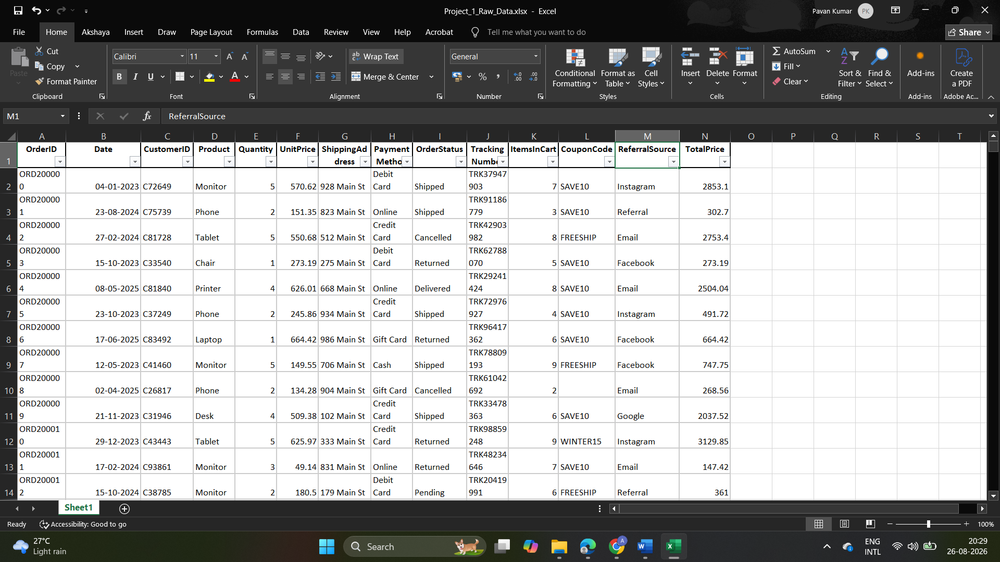 Project_1_Raw_Data.xlsx - Excel
Pavan Kumar PK
File Home Akshaya Insert Draw Page Layout Formulas Data Review View Help Acrobat Tell me what you want to do Share
Paste
Cut
Copy
Format Painter
Clipboard
Calibri 11
B I U
Font
Wrap Text
Merge & Center
Alignment
General
Number
Conditional Formatting
Format as Table
Cell Styles
Styles
Insert Delete Format
Cells
AutoSum
Fill
Clear
Sort & Filter
Find & Select
Editing
Add-ins
Add-ins
Create a PDF
Adobe Ac...
M1 fx ReferralSource
A B C D E F G H I J K L M N O P Q R S T
1 OrderID Date CustomerID Product Quantity UnitPrice ShippingAddress Payment Metho OrderStatus Tracking Numb ItemsInCart CouponCode ReferralSource TotalPrice
2 ORD200000 04-01-2023 C72649 Monitor 5 570.62 928 Main St Debit Card Shipped TRK37947903 7 SAVE10 Instagram 2853.1
3 ORD200001 23-08-2024 C75739 Phone 2 151.35 823 Main St Online Shipped TRK91186779 3 SAVE10 Referral 302.7
4 ORD200002 27-02-2024 C81728 Tablet 5 550.68 512 Main St Credit Card Cancelled TRK42903982 8 FREESHIP Email 2753.4
5 ORD200003 15-10-2023 C33540 Chair 1 273.19 275 Main St Debit Card Returned TRK62788070 5 SAVE10 Facebook 273.19
6 ORD200004 08-05-2025 C81840 Printer 4 626.01 668 Main St Online Delivered TRK29241424 8 SAVE10 Email 2504.04
7 ORD200005 23-10-2023 C37249 Phone 2 245.86 934 Main St Credit Card Shipped TRK72976927 4 SAVE10 Instagram 491.72
8 ORD200006 17-06-2025 C83492 Laptop 1 664.42 986 Main St Gift Card Returned TRK96417362 6 SAVE10 Facebook 664.42
9 ORD200007 12-05-2023 C41460 Monitor 5 149.55 706 Main St Cash Shipped TRK78809193 9 FREESHIP Facebook 747.75
10 ORD200008 02-04-2025 C26817 Phone 2 134.28 904 Main St Gift Card Cancelled TRK61042692 2 Email 268.56
11 ORD200009 21-11-2023 C31946 Desk 4 509.38 102 Main St Credit Card Shipped TRK33478363 6 SAVE10 Google 2037.52
12 ORD200010 29-12-2023 C43443 Tablet 5 625.97 333 Main St Credit Card Returned TRK98859248 9 WINTER15 Instagram 3129.85
13 ORD200011 17-02-2024 C93861 Monitor 3 49.14 831 Main St Online Returned TRK48234646 7 SAVE10 Email 147.42
14 ORD200012 15-10-2024 C38785 Monitor 2 180.5 179 Main St Debit Card Pending TRK20419991 6 FREESHIP Referral 361
Sheet1
Ready Accessibility: Good to go 100%
27°C
Light rain
Search
ENG
INTL
20:29
26-08-2026